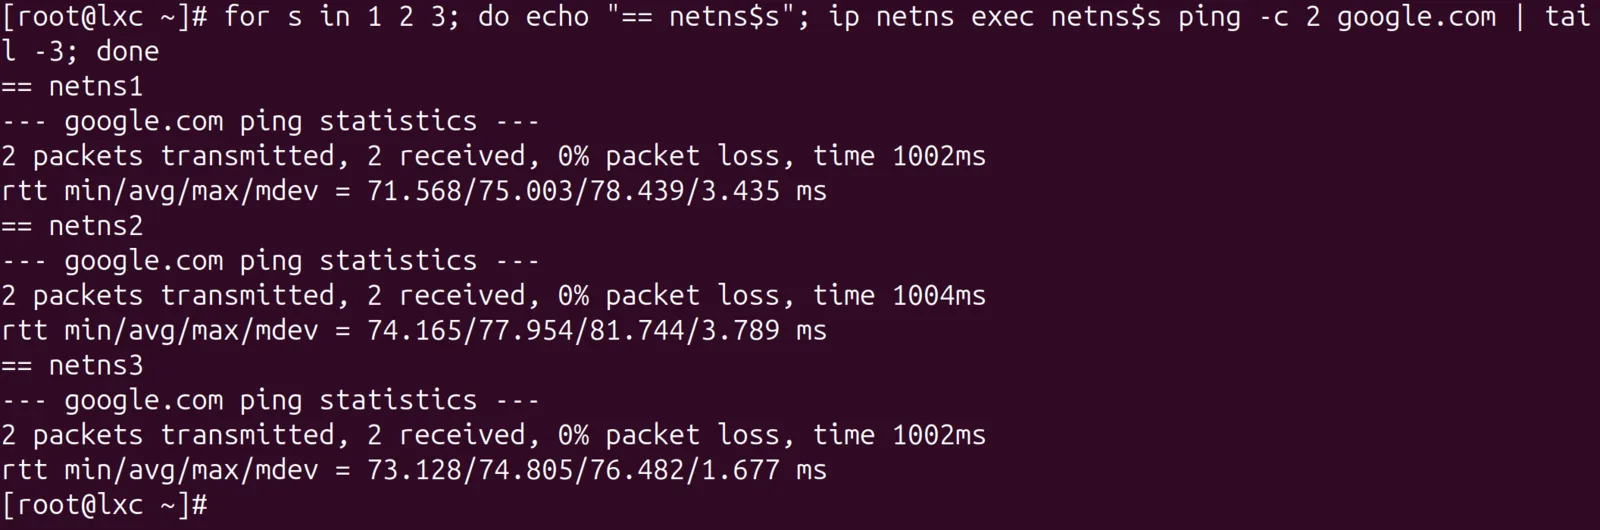 [root@lxc ~]# for s in 1 2 3; do echo "== netns$s"; ip netns exec netns$s ping -c 2 google.com | tai
l -3; done
== netns1
--- google.com ping statistics ---
2 packets transmitted, 2 received, 0% packet loss, time 1002ms
rtt min/avg/max/mdev = 71.568/75.003/78.439/3.435 ms
== netns2
--- google.com ping statistics ---
2 packets transmitted, 2 received, 0% packet loss, time 1004ms
rtt min/avg/max/mdev = 74.165/77.954/81.744/3.789 ms
== netns3
--- google.com ping statistics ---
2 packets transmitted, 2 received, 0% packet loss, time 1002ms
rtt min/avg/max/mdev = 73.128/74.805/76.482/1.677 ms
[root@lxc ~]#